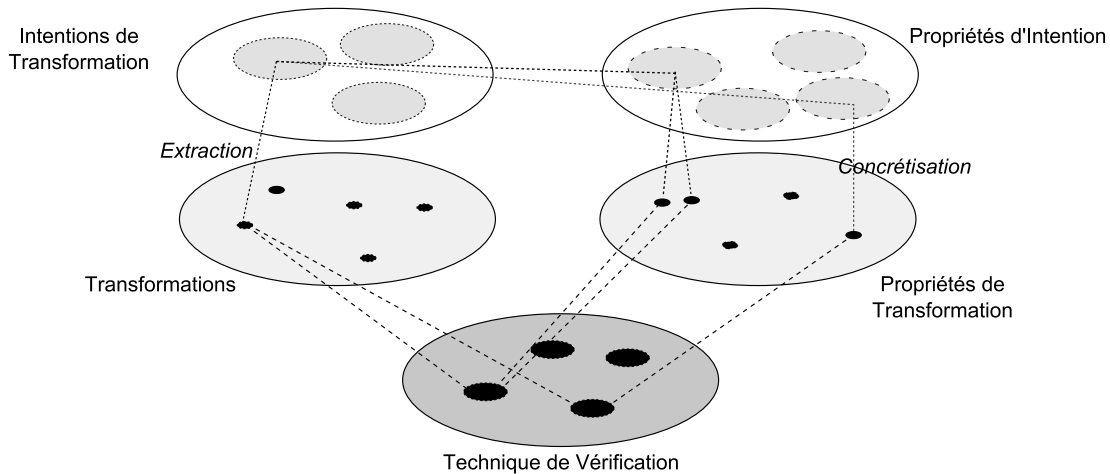 Intentions de
Transformation
Propriétés d'Intention
Extraction
Concrétisation
Transformations
Propriétés de
Transformation
Technique de Vérification